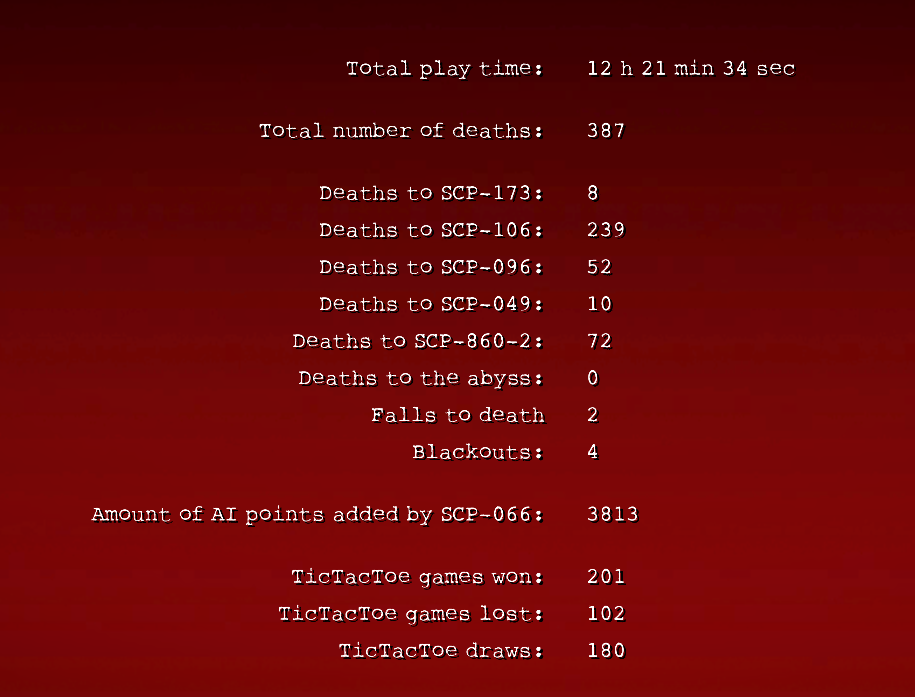 Total play time: 12 h 21 min 34 sec
Total number of deaths: 387
Deaths to SCP-173: 8
Deaths to SCP-106: 239
Deaths to SCP-096: 52
Deaths to SCP-049: 10
Deaths to SCP-860-2: 72
Deaths to the abyss: 0
Falls to death 2
Blackouts: 4
Amount of AI points added by SCP-066: 3813
TicTacToe games won: 201
TicTacToe games lost: 102
TicTacToe draws: 180